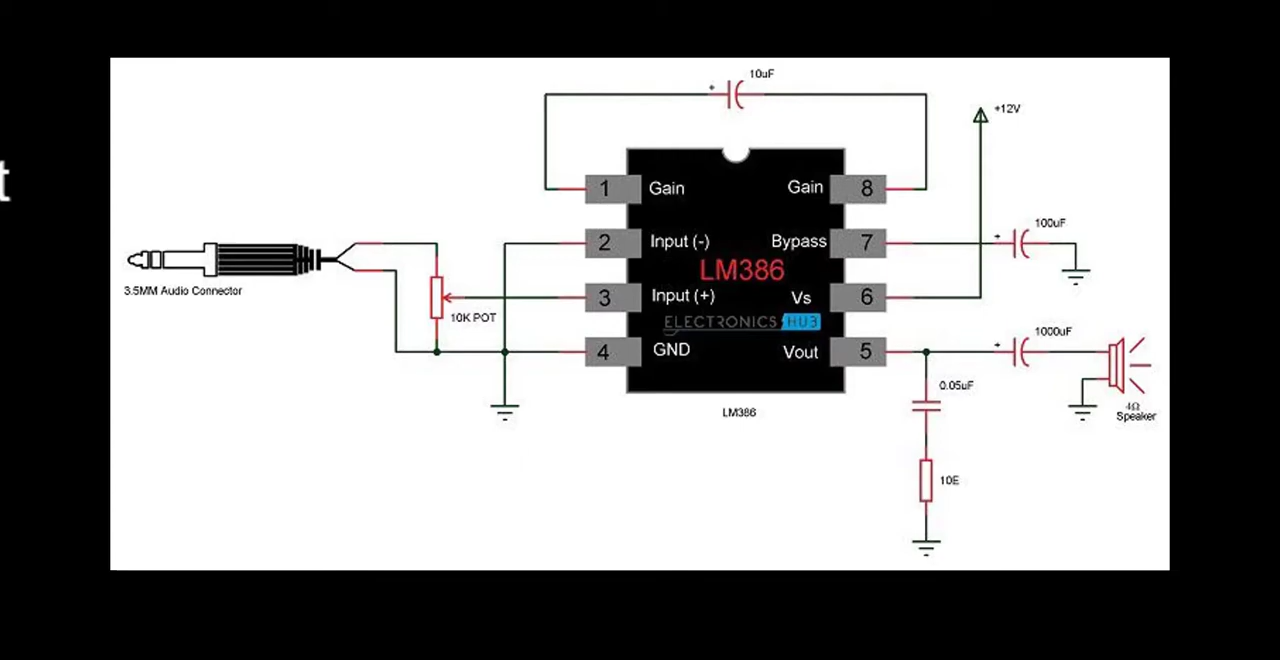 t
10uF
+
+12V
1 Gain
Gain 8
2 Input (-)
Bypass 7
+
100uF
LM386
3 Input (+)
Vs 6
ELECTRONICS HUB
4 GND
Vout 5
3.5MM Audio Connector
10K POT
+
1000uF
0.05uF
4Ω
Speaker
LM386
10E